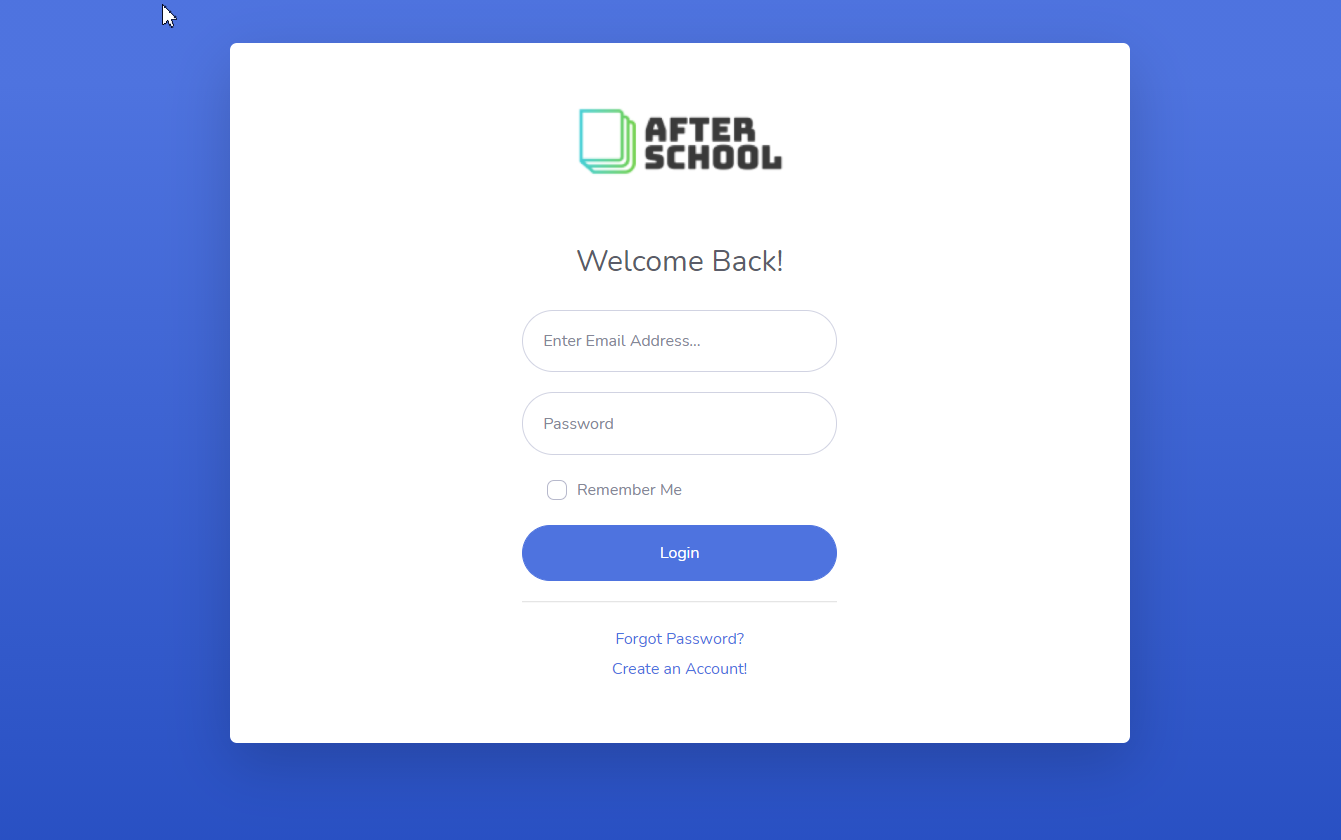 AFTER
SCHOOL
Welcome Back!
Enter Email Address...
Password
Remember Me
Login
Forgot Password?
Create an Account!